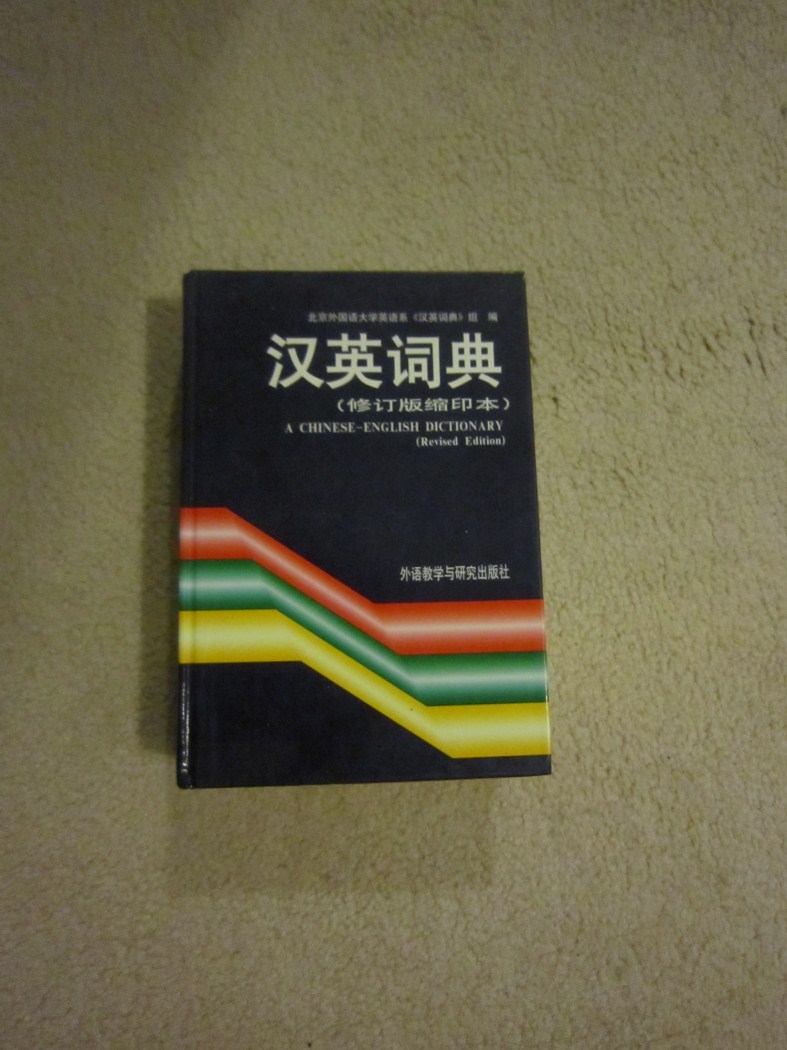 北京外国语大学英语系《汉英词典》组 编
汉英词典
(修订版缩印本)
A CHINESE-ENGLISH DICTIONARY
(Revised Edition)
外语教学与研究出版社